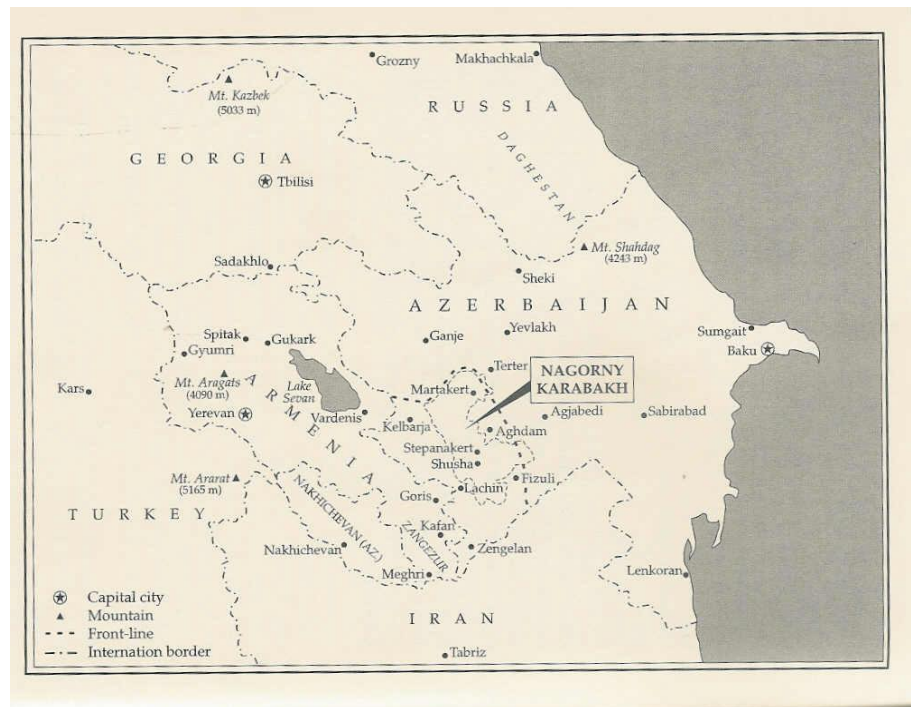 Grozny
Makhachkala
Mt. Kazbek
(5033 m)
RUSSIA
DAGHESTAN
GEORGIA
Tbilisi
Mt. Shahdag
(4243 m)
Sadakhlo
Sheki
AZERBAIJAN
Spitak
Gukark
Gyumri
Ganje
Yevlakh
Sumgait
Baku
Terter
NAGORNY
KARABAKH
Mt. Aragats
(4090 m)
Lake
Sevan
Martakert
Kars
ARMENIA
Yerevan
Vardenis
Kelbarja
Agjabedi
Sabirabad
Aghdam
Stepanakert
Shusha
Mt. Ararat
(5165 m)
Fizuli
Lachin
Goris
NAKHICHEVAN (AZ.)
TURKEY
Kafan
ZANGEZUR
Nakhichevan
Zengelan
Meghri
Lenkoran
Capital city
Mountain
Front-line
Internation border
IRAN
Tabriz